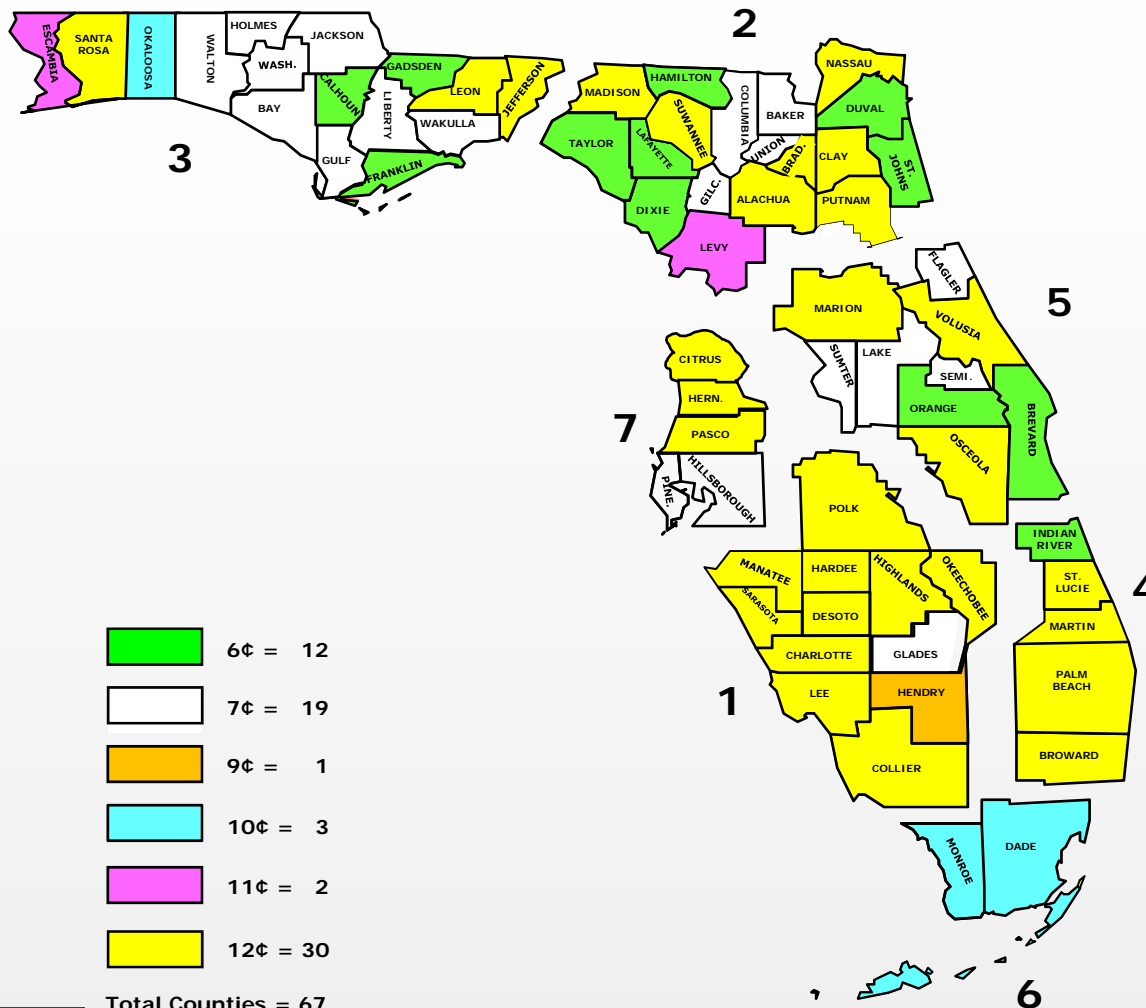 2
3
ESCAMBIA
SANTA
ROSA
OKALOOSA
WALTON
HOLMES
WASH.
JACKSON
BAY
CALHOUN
GULF
LIBERTY
GADSDEN
FRANKLIN
LEON
WAKULLA
JEFFERSON
MADISON
HAMILTON
TAYLOR
LAFAYETTE
SUWANNEE
DIXIE
COLUMBIA
GILC.
LEVY
BAKER
UNION
BRAD.
ALACHUA
NASSAU
DUVAL
CLAY
ST.
JOHNS
PUTNAM
5
FLAGLER
MARION
VOLUSIA
SUMTER
LAKE
SEMI.
ORANGE
BREVARD
OSCEOLA
7
CITRUS
HERN.
PASCO
PINE.
HILLSBOROUGH
1
POLK
MANATEE
HARDEE
HIGHLANDS
OKEECHOBEE
SARASOTA
DESOTO
CHARLOTTE
GLADES
LEE
HENDRY
COLLIER
4
INDIAN
RIVER
ST.
LUCIE
MARTIN
PALM
BEACH
BROWARD
MONROE
DADE
6
6¢ = 12
7¢ = 19
9¢ = 1
10¢ = 3
11¢ = 2
12¢ = 30
Total Counties = 67